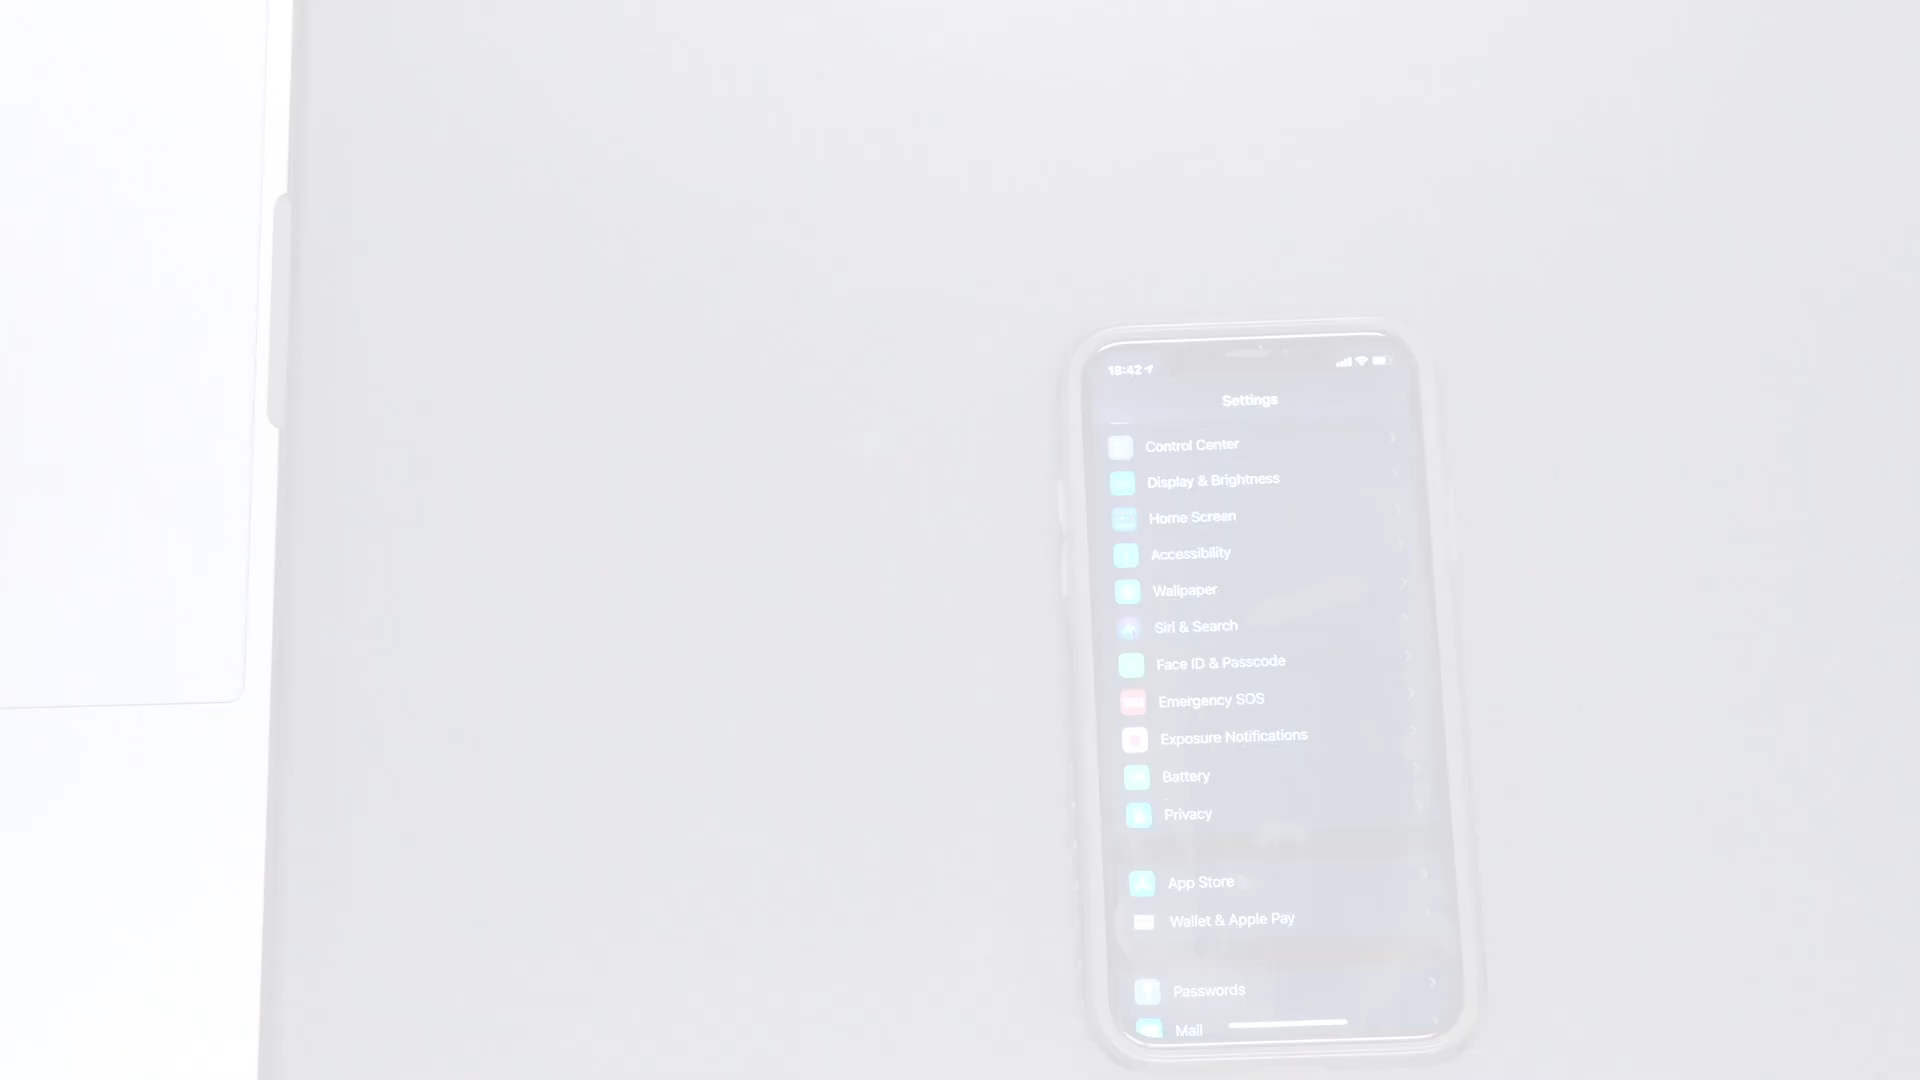 18:42
Settings
Control Center
Display & Brightness
Home Screen
Accessibility
Wallpaper
Siri & Search
Face ID & Passcode
Emergency SOS
Exposure Notifications
Battery
Privacy
App Store
Wallet & Apple Pay
Passwords
Mail